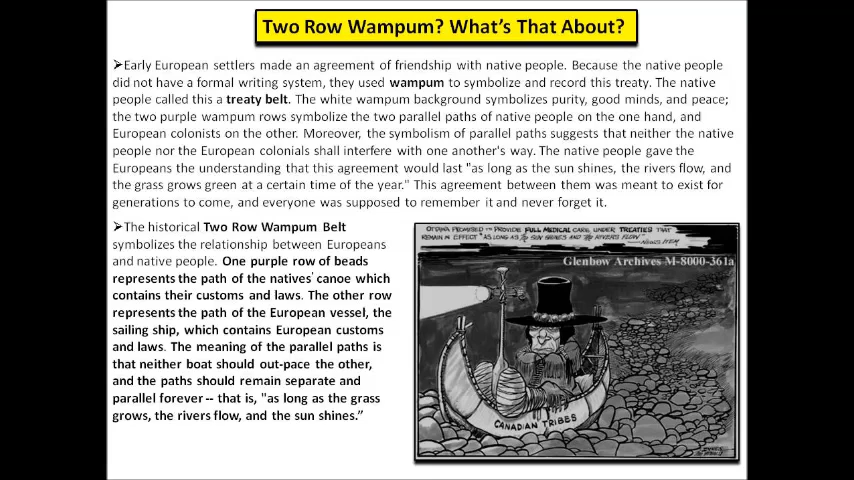 Two Row Wampum? What's That About?
➢Early European settlers made an agreement of friendship with native people. Because the native people
did not have a formal writing system, they used wampum to symbolize and record this treaty. The native
people called this a treaty belt. The white wampum background symbolizes purity, good minds, and peace;
the two purple wampum rows symbolize the two parallel paths of native people on the one hand, and
European colonists on the other. Moreover, the symbolism of parallel paths suggests that neither the native
people nor the European colonials shall interfere with one another's way. The native people gave the
Europeans the understanding that this agreement would last "as long as the sun shines, the rivers flow, and
the grass grows green at a certain time of the year." This agreement between them was meant to exist for
generations to come, and everyone was supposed to remember it and never forget it.
➢The historical Two Row Wampum Belt
symbolizes the relationship between Europeans
and native people. One purple row of beads
represents the path of the natives' canoe which
contains their customs and laws. The other row
represents the path of the European vessel, the
sailing ship, which contains European customs
and laws. The meaning of the parallel paths is
that neither boat should out-pace the other,
and the paths should remain separate and
parallel forever -- that is, "as long as the grass
grows, the rivers flow, and the sun shines."
OTTAWA PROMISED TO PROVIDE FULL MEDICAL CARE UNDER TREATIES THAT
REMAIN IN EFFECT "AS LONG AS THE SUN SHINES AND THE RIVERS FLOW"
—NEWS ITEM
Glenbow Archives M-8000-361a
CANADIAN TRIBES